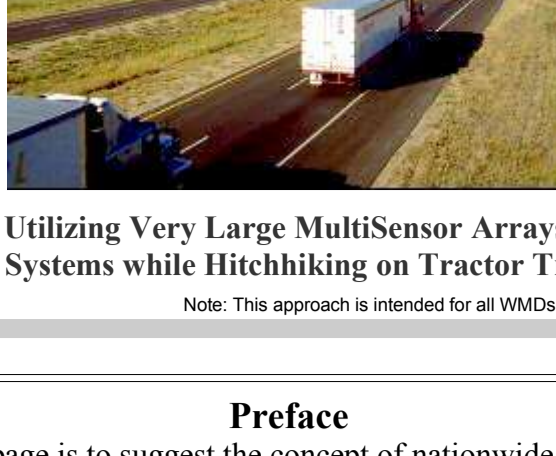 Utilizing Very Large MultiSensor Arrays
Systems while Hitchhiking on Tractor
Note: This approach is intended for all WMDs
Preface
page is to suggest the concept of nationwide